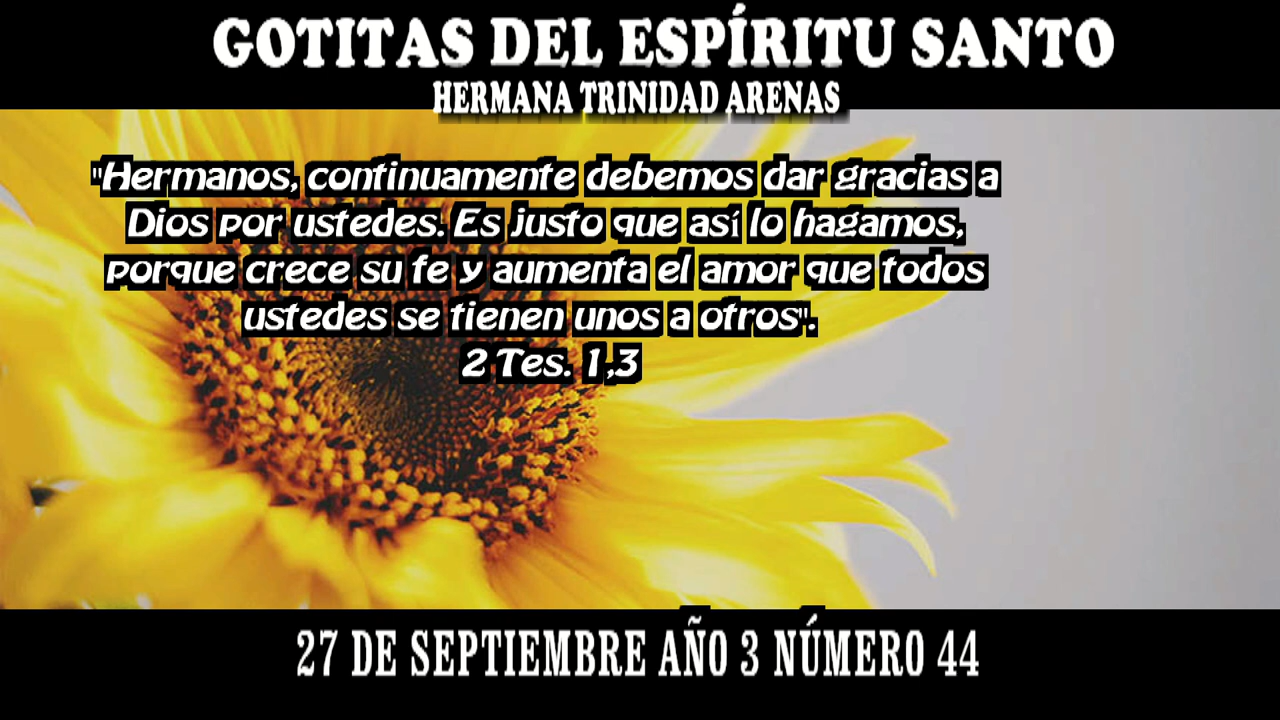 GOTITAS DEL ESPÍRITU SANTO
HERMANA TRINIDAD ARENAS
"Hermanos, continuamente debemos dar gracias a
Dios por ustedes. Es justo que así lo hagamos,
porque crece su fe y aumenta el amor que todos
ustedes se tienen unos a otros".
2 Tes. 1,3
27 DE SEPTIEMBRE AÑO 3 NÚMERO 44